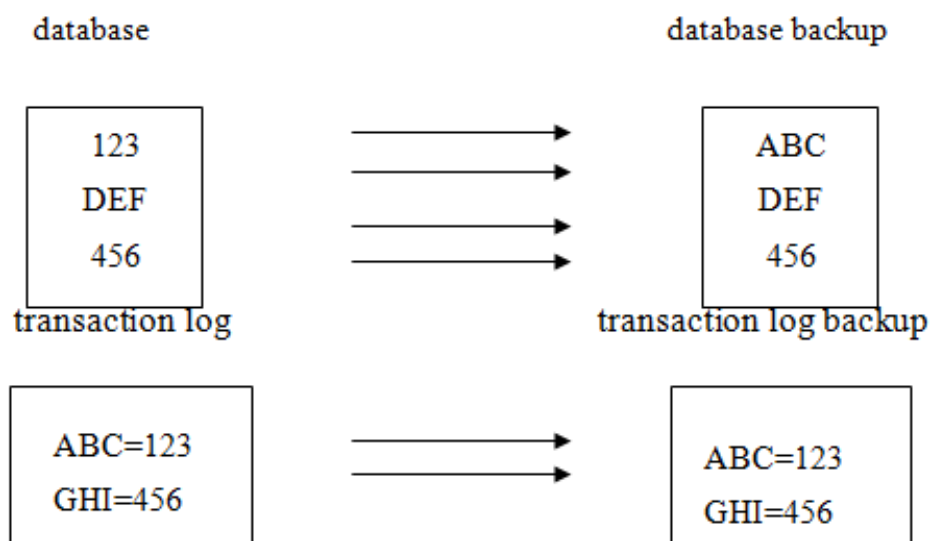 database
database backup
123
DEF
456
ABC
DEF
456
transaction log
transaction log backup
ABC=123
GHI=456
ABC=123
GHI=456